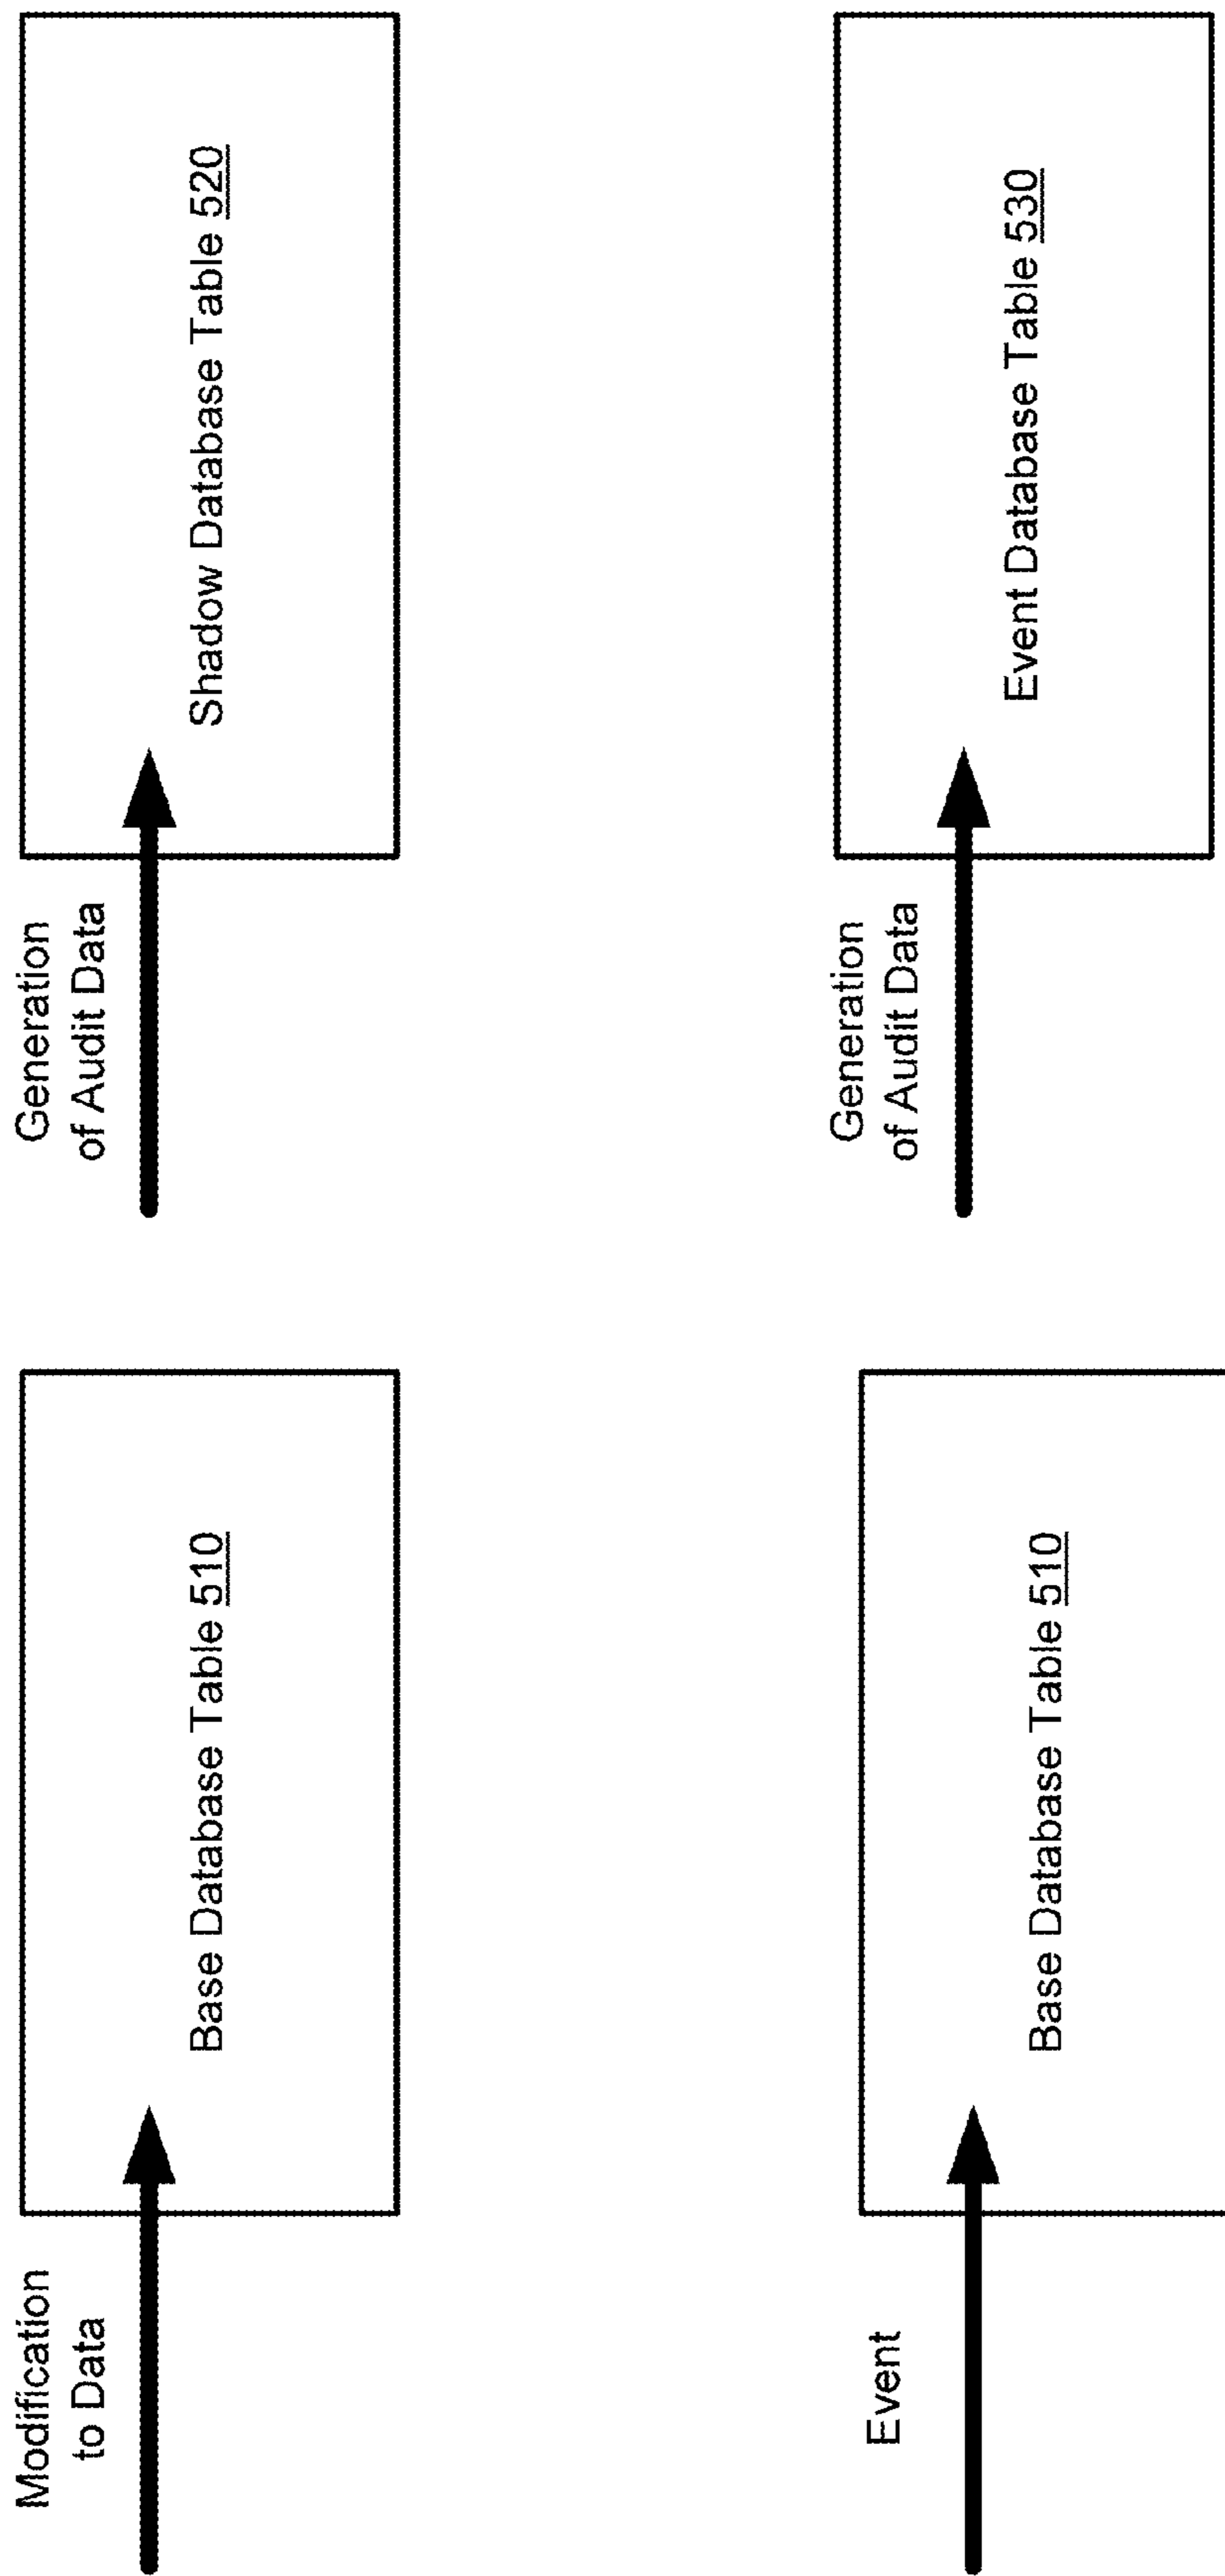 Modification
to Data
Base Database Table 510
Generation
of Audit Data
Shadow Database Table 520
Event
Base Database Table 510
Generation
of Audit Data
Event Database Table 530